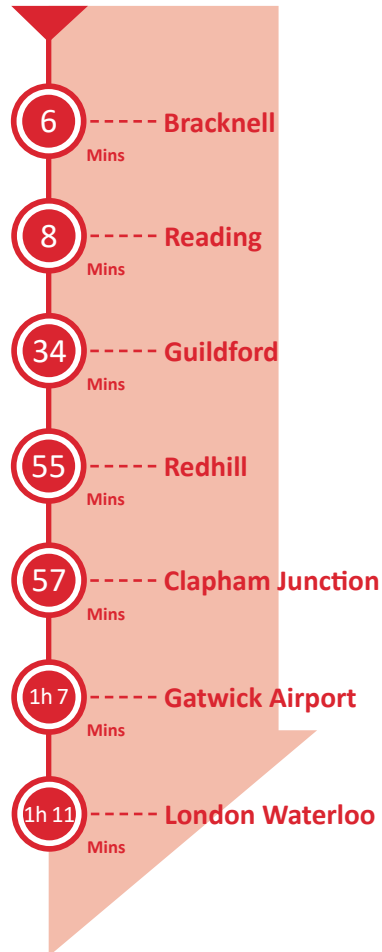 6 Bracknell
Mins
8 Reading
Mins
34 Guildford
Mins
55 Redhill
Mins
57 Clapham Junction
Mins
1h 7 Gatwick Airport
Mins
1h 11 London Waterloo
Mins